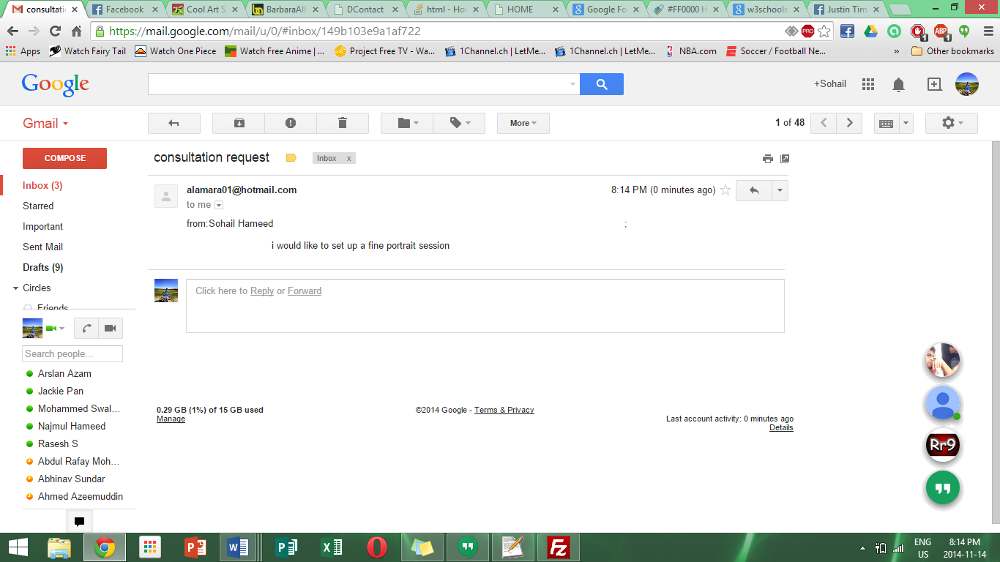 consultati
Facebook
Cool Art S
BarbaraAll
DContact
html - Hov
HOME
Google Fo
#FF0000 H
w3schools
Justin Tim
https://mail.google.com/mail/u/0/#inbox/149b103e9a1af722
PRO
ABP
1
1
Apps
Watch Fairy Tail
Watch One Piece
Watch Free Anime | ...
Project Free TV - Wa...
1Channel.ch | LetMe...
1Channel.ch | LetMe...
NBA.com
Soccer / Football Ne...
»
Other bookmarks
Google
+Sohail
Gmail
More
1 of 48
COMPOSE
consultation request
Inbox x
Inbox (3)
Starred
Important
Sent Mail
Drafts (9)
Circles
Friends
alamara01@hotmail.com
8:14 PM (0 minutes ago)
to me
from:Sohail Hameed ;
i would like to set up a fine portrait session
Click here to Reply or Forward
Search people...
Arslan Azam
Jackie Pan
Mohammed Swal...
Najmul Hameed
Rasesh S
Abdul Rafay Moh...
Abhinav Sundar
Ahmed Azeemuddin
0.29 GB (1%) of 15 GB used
Manage
©2014 Google - Terms & Privacy
Last account activity: 0 minutes ago
Details
Rr9
ENG
US
8:14 PM
2014-11-14